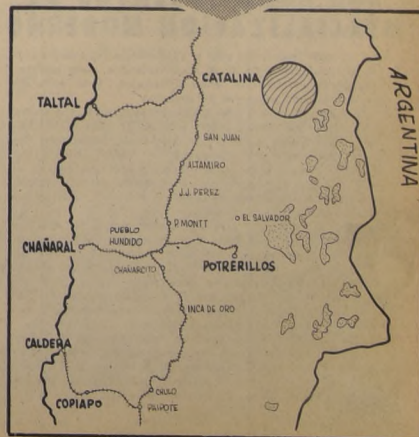 CATALINA
ARGENTINA
TALTAL
SAN JUAN
ALTAMIRO
J.J. PEREZ
EL SALVADOR
P. MONTT
PUEBLO
HUNDIDO
CHAÑARAL
POTRERILLOS
CHAÑARCITO
INCA DE ORO
CALDERA
CHULO
COPIAPO
PAIPOTE